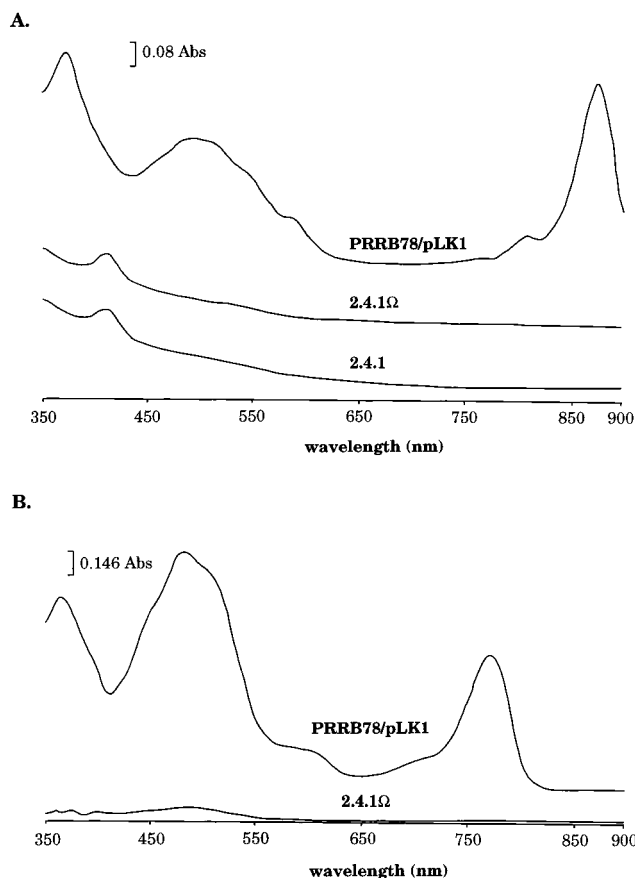 A.
0.08 Abs
PRRB78/pLK1
2.4.1Ω
2.4.1
350 450 550 650 750 850 900
wavelength (nm)
B.
0.146 Abs
PRRB78/pLK1
2.4.1Ω
350 450 550 650 750 850 900
wavelength (nm)